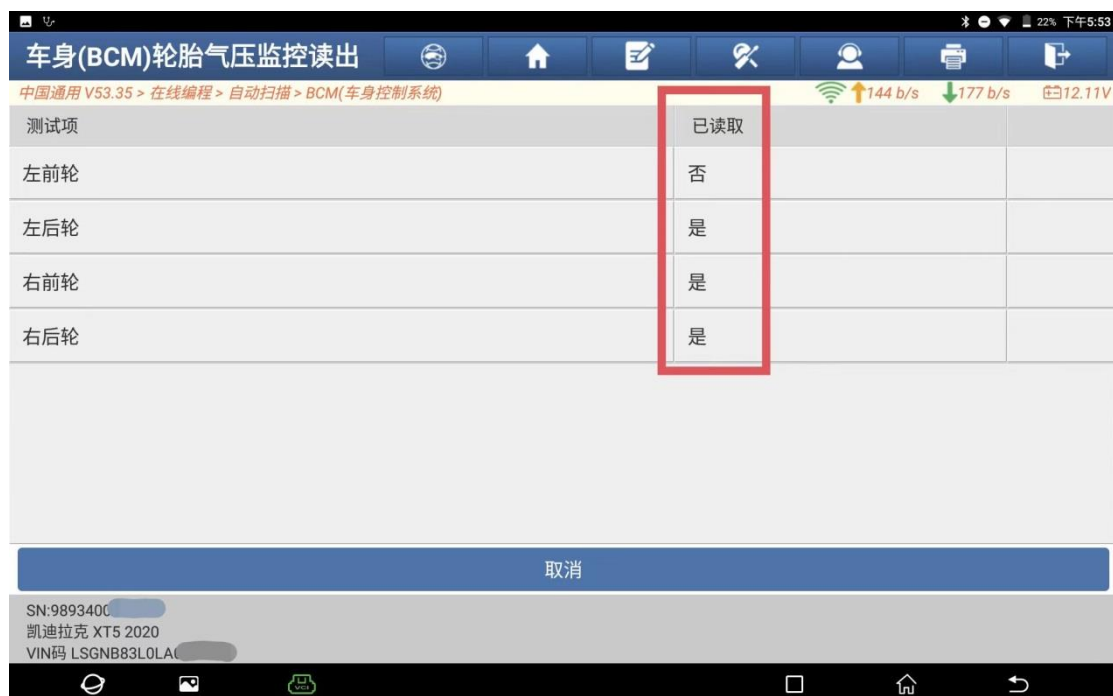 22% 下午5:53
车身(BCM)轮胎气压监控读出
中国通用 V53.35 > 在线编程 > 自动扫描 > BCM(车身控制系统) 144 b/s 177 b/s 12.11V
测试项 已读取
左前轮 否
左后轮 是
右前轮 是
右后轮 是
取消
SN:9893400
凯迪拉克 XT5 2020
VIN码 LSGNB83L0LA
VCI